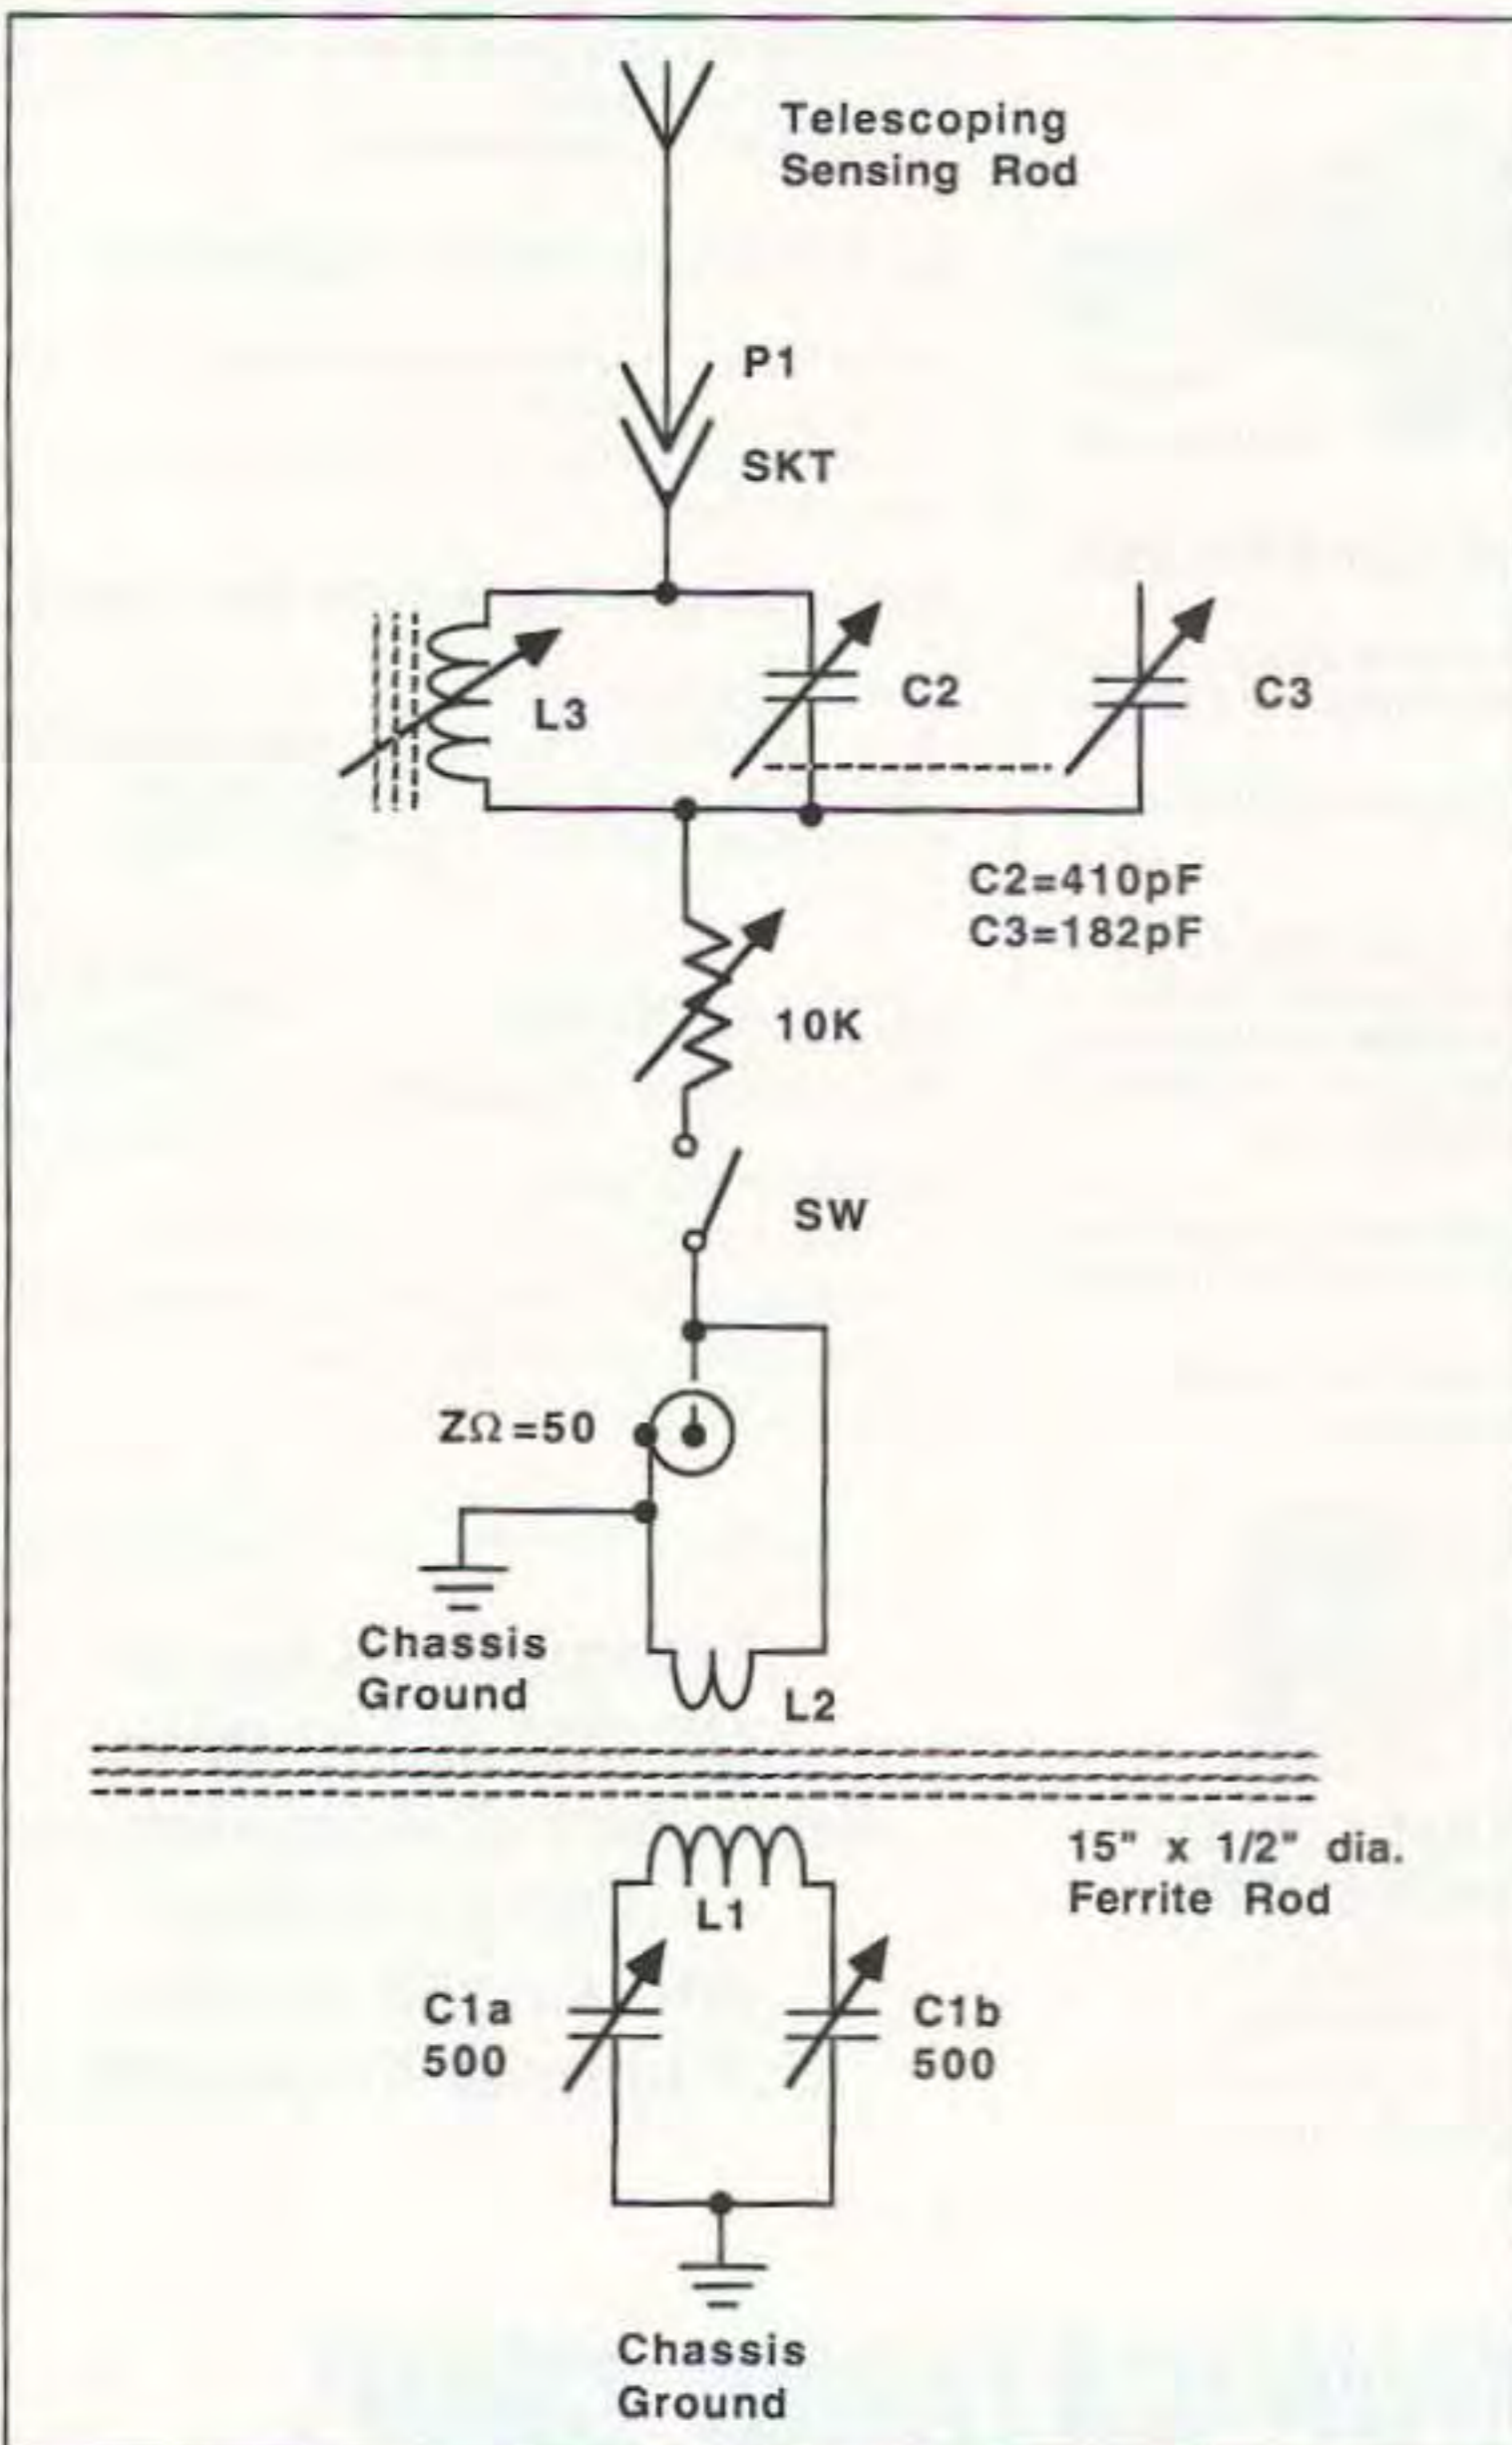 Telescoping
Sensing Rod
P1
SKT
L3
C2
C3
C2=410pF
C3=182pF
10K
SW
ZΩ=50
Chassis
Ground
L2
15" x 1/2" dia.
Ferrite Rod
L1
C1a
500
C1b
500
Chassis
Ground